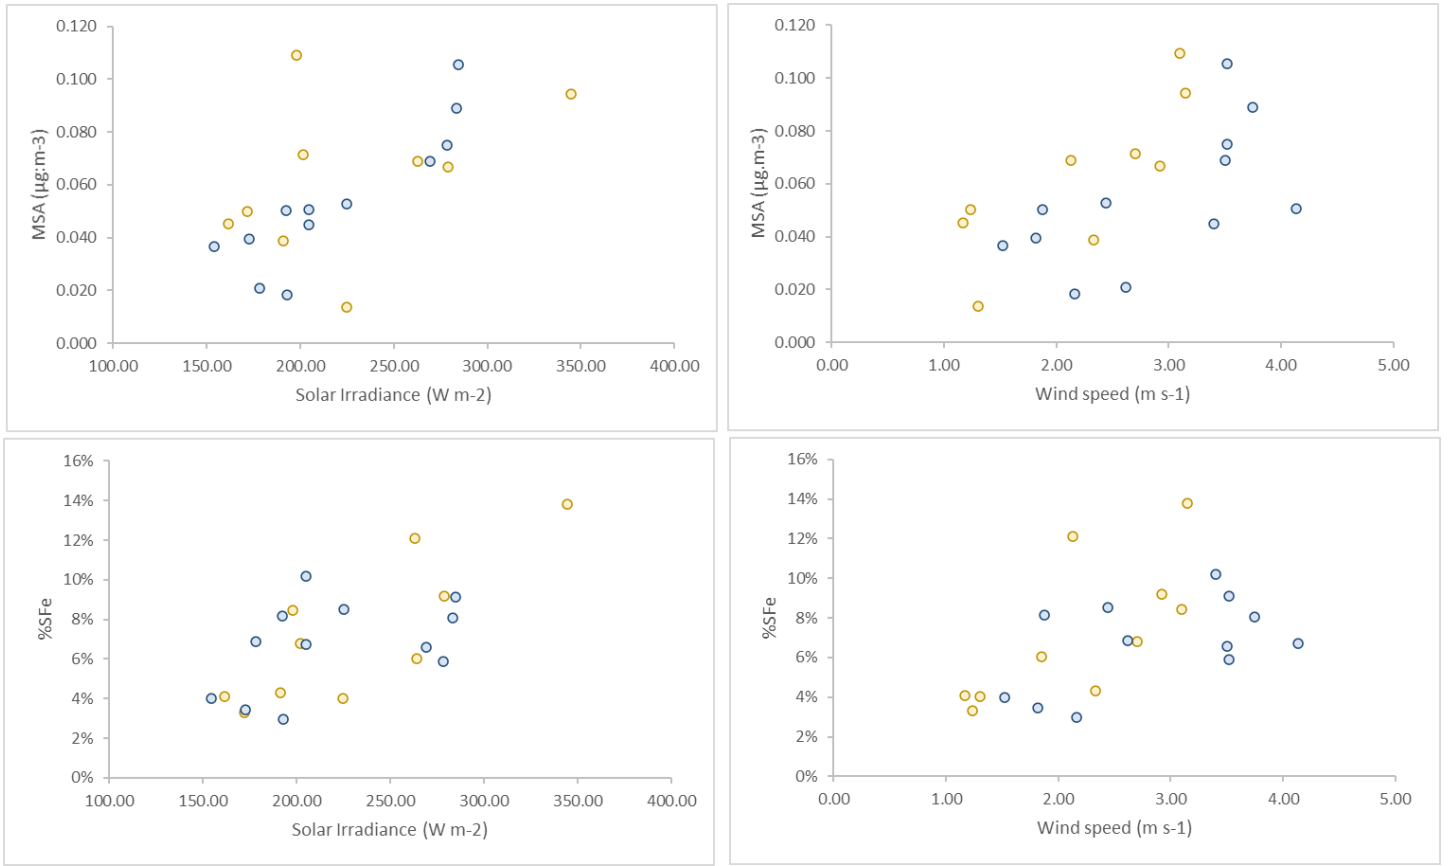 0.120
0.100
0.080
0.060
0.040
0.020
0.000
MSA (µg:m-3)
100.00 150.00 200.00 250.00 300.00 350.00 400.00
Solar Irradiance (W m-2)
0.120
0.100
0.080
0.060
0.040
0.020
0.000
MSA (µg.m-3)
0.00 1.00 2.00 3.00 4.00 5.00
Wind speed (m s-1)
16%
14%
12%
10%
8%
6%
4%
2%
0%
%SFe
100.00 150.00 200.00 250.00 300.00 350.00 400.00
Solar Irradiance (W m-2)
16%
14%
12%
10%
8%
6%
4%
2%
0%
%SFe
0.00 1.00 2.00 3.00 4.00 5.00
Wind speed (m s-1)